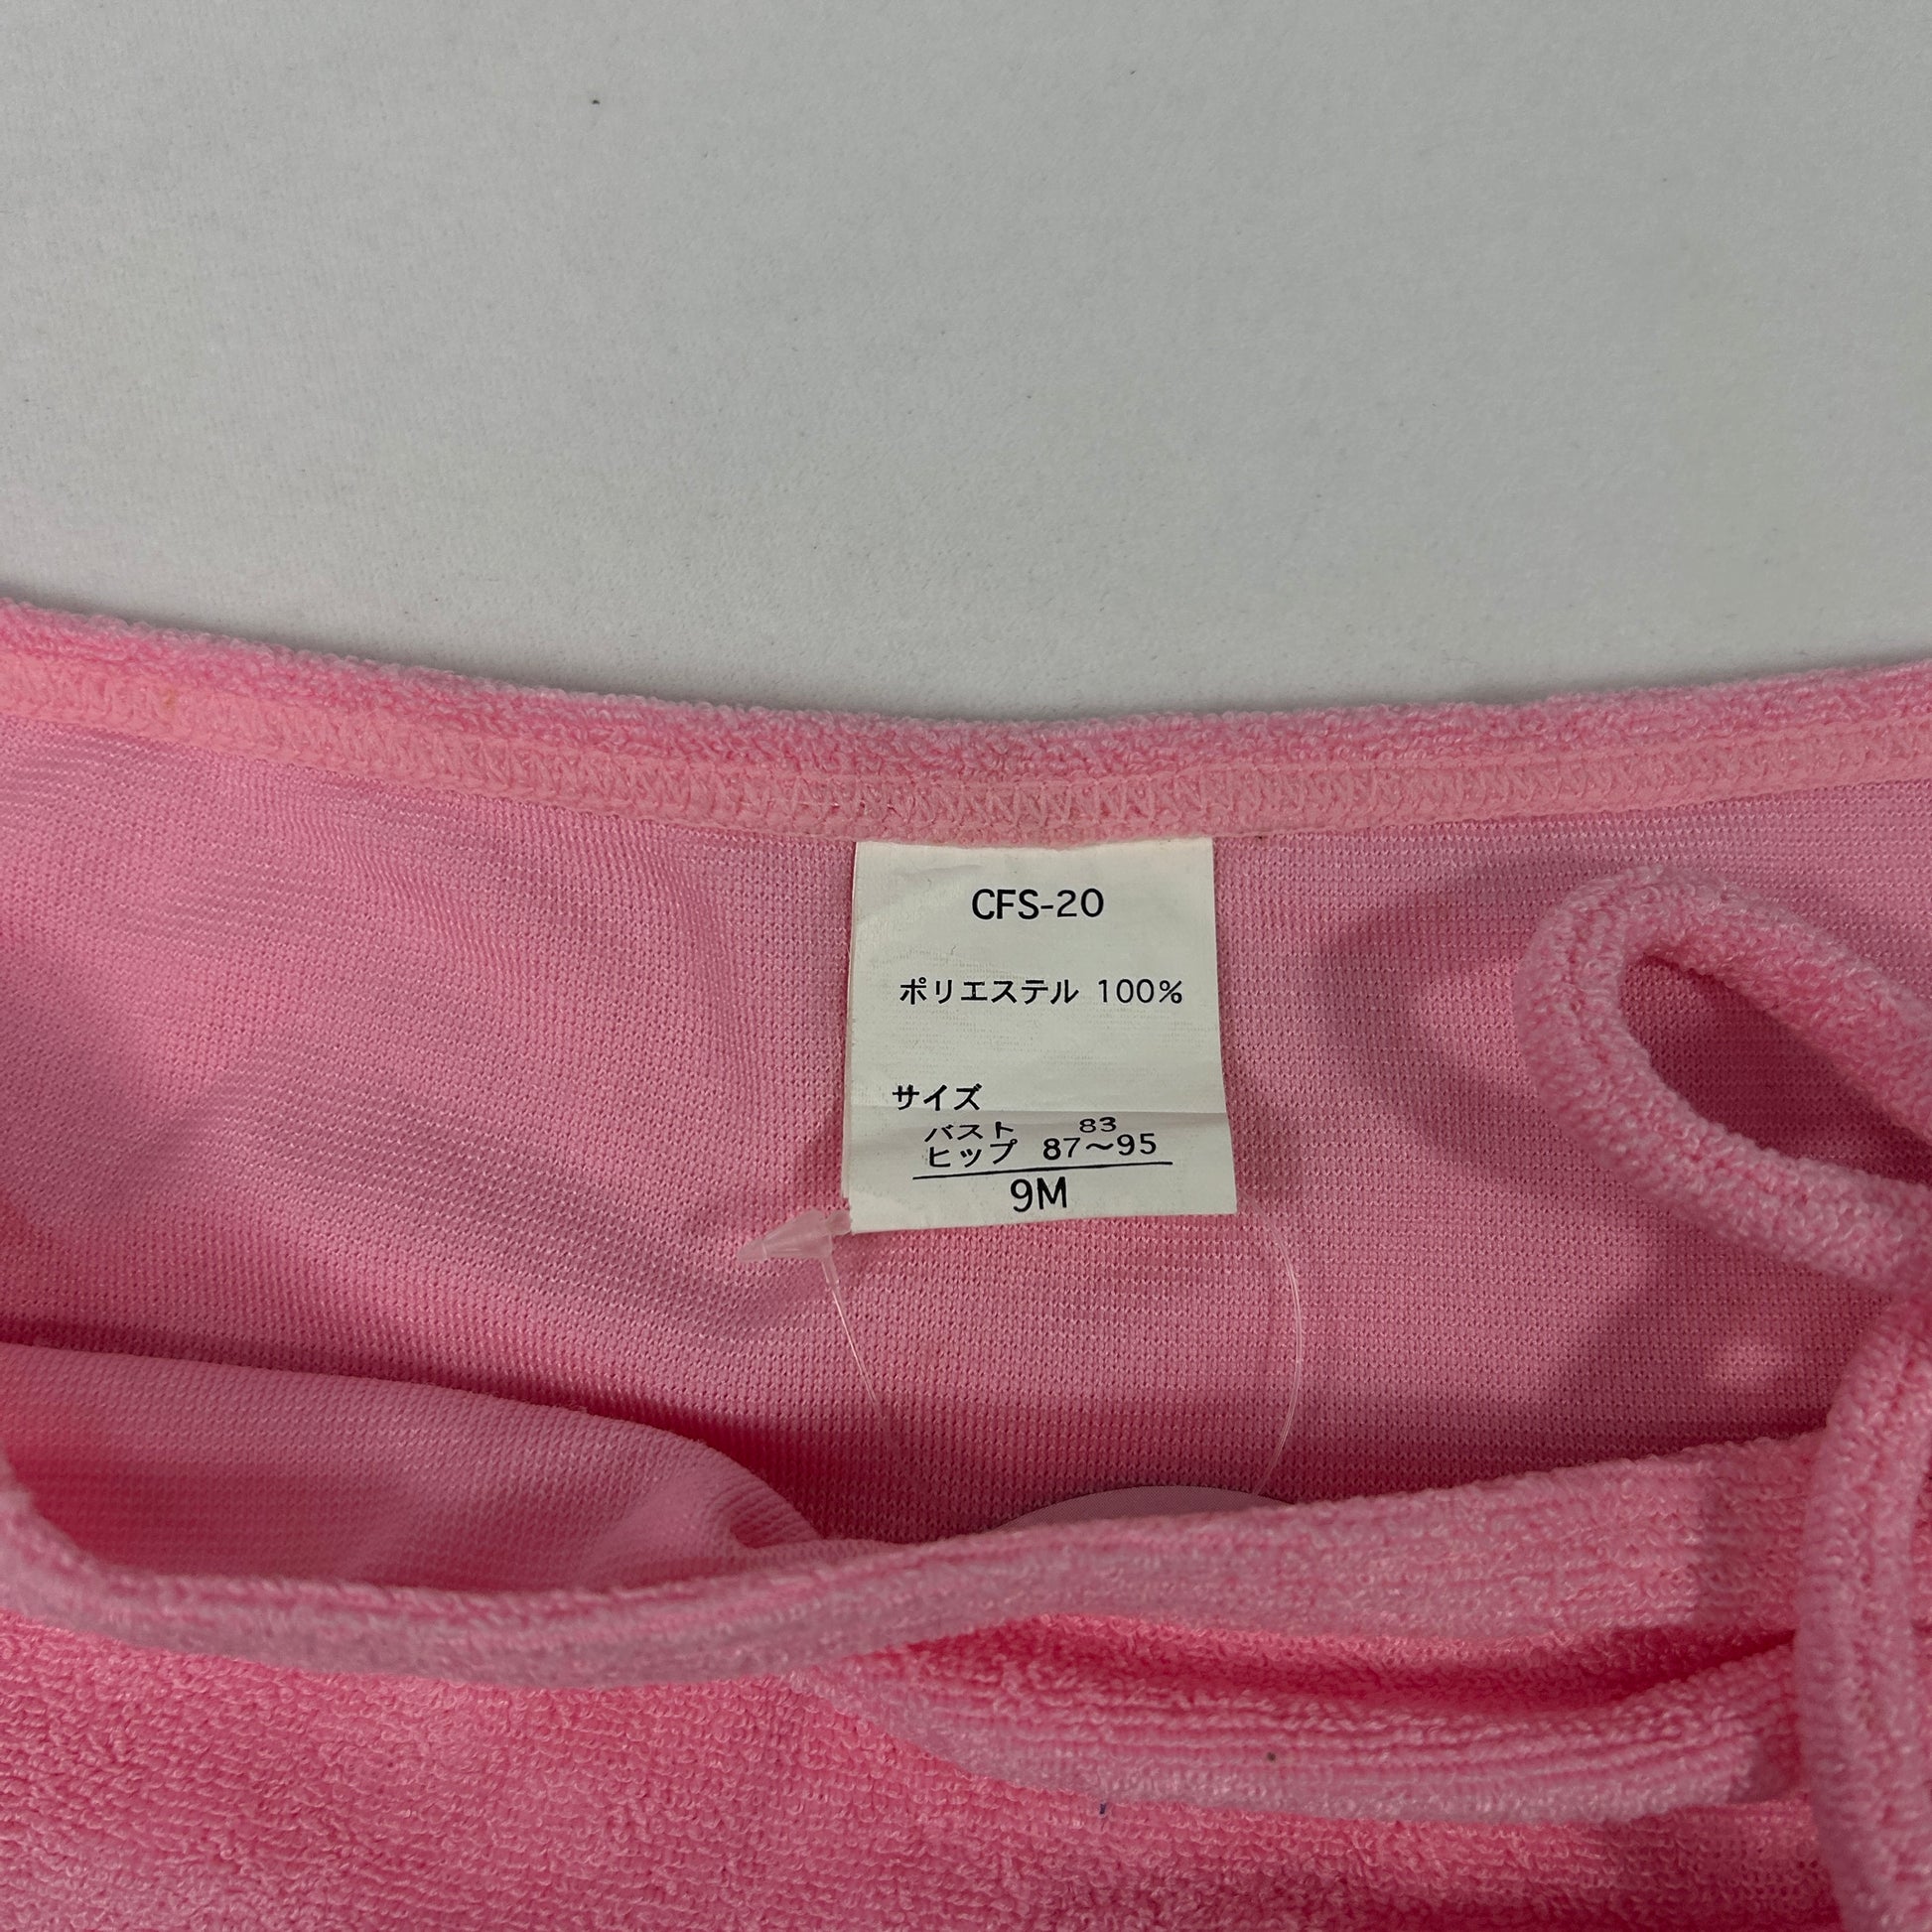 CFS-20
ポリエステル 100%
サイズ
バスト 83
ヒップ 87～95
9M